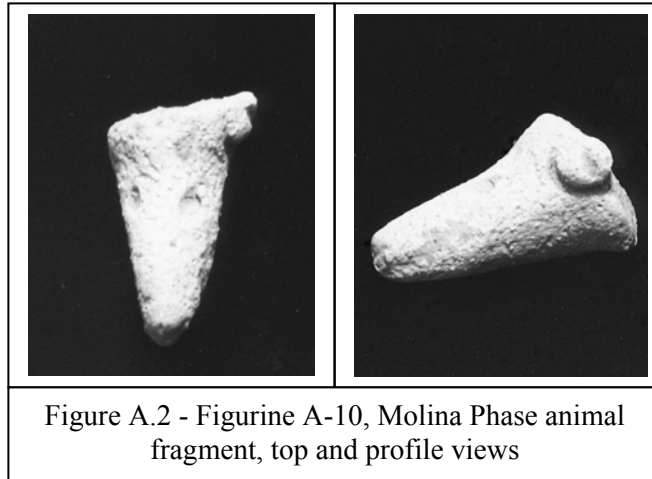 Figure A.2 - Figurine A-10, Molina Phase animal
fragment, top and profile views